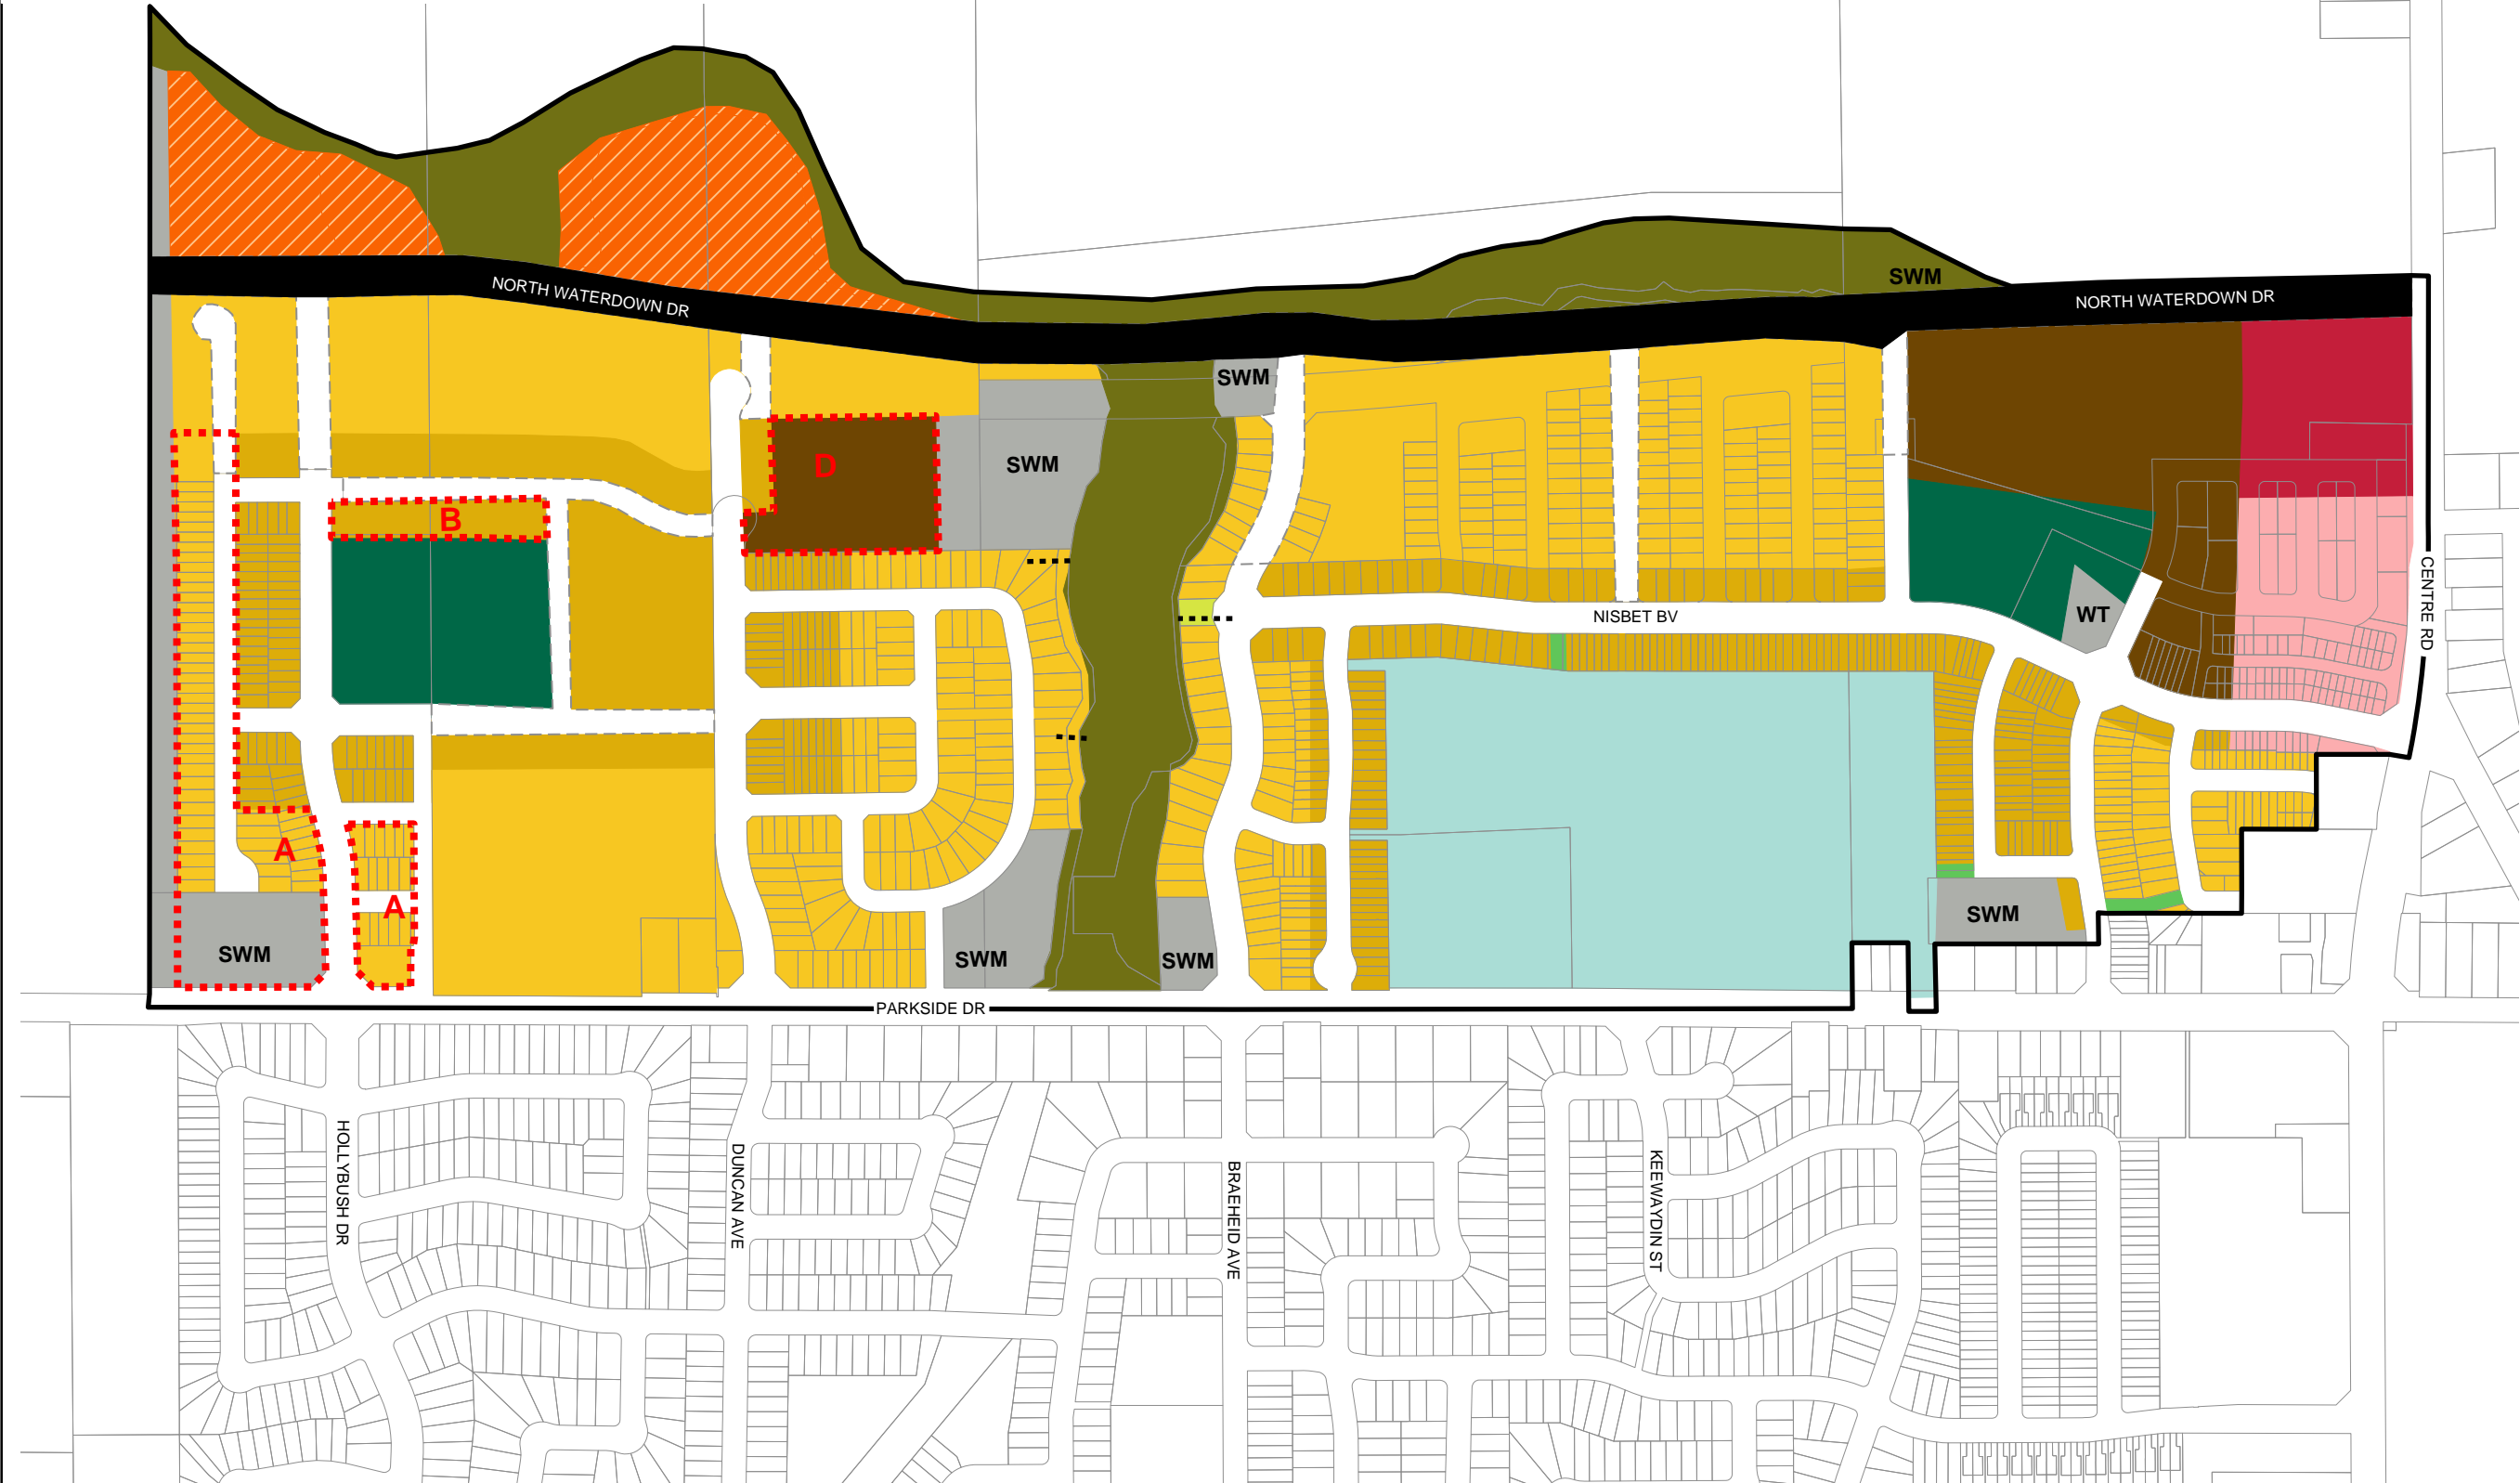 SWM
NORTH WATERDOWN DR
NORTH WATERDOWN DR
SWM
D
SWM
B
CENTRE RD
NISBET BV
WT
A
A
SWM
SWM
SWM
SWM
PARKSIDE DR
HOLLYBUSH DR
DUNCAN AVE
BRAEHEID AVE
KEEWAYDIN ST